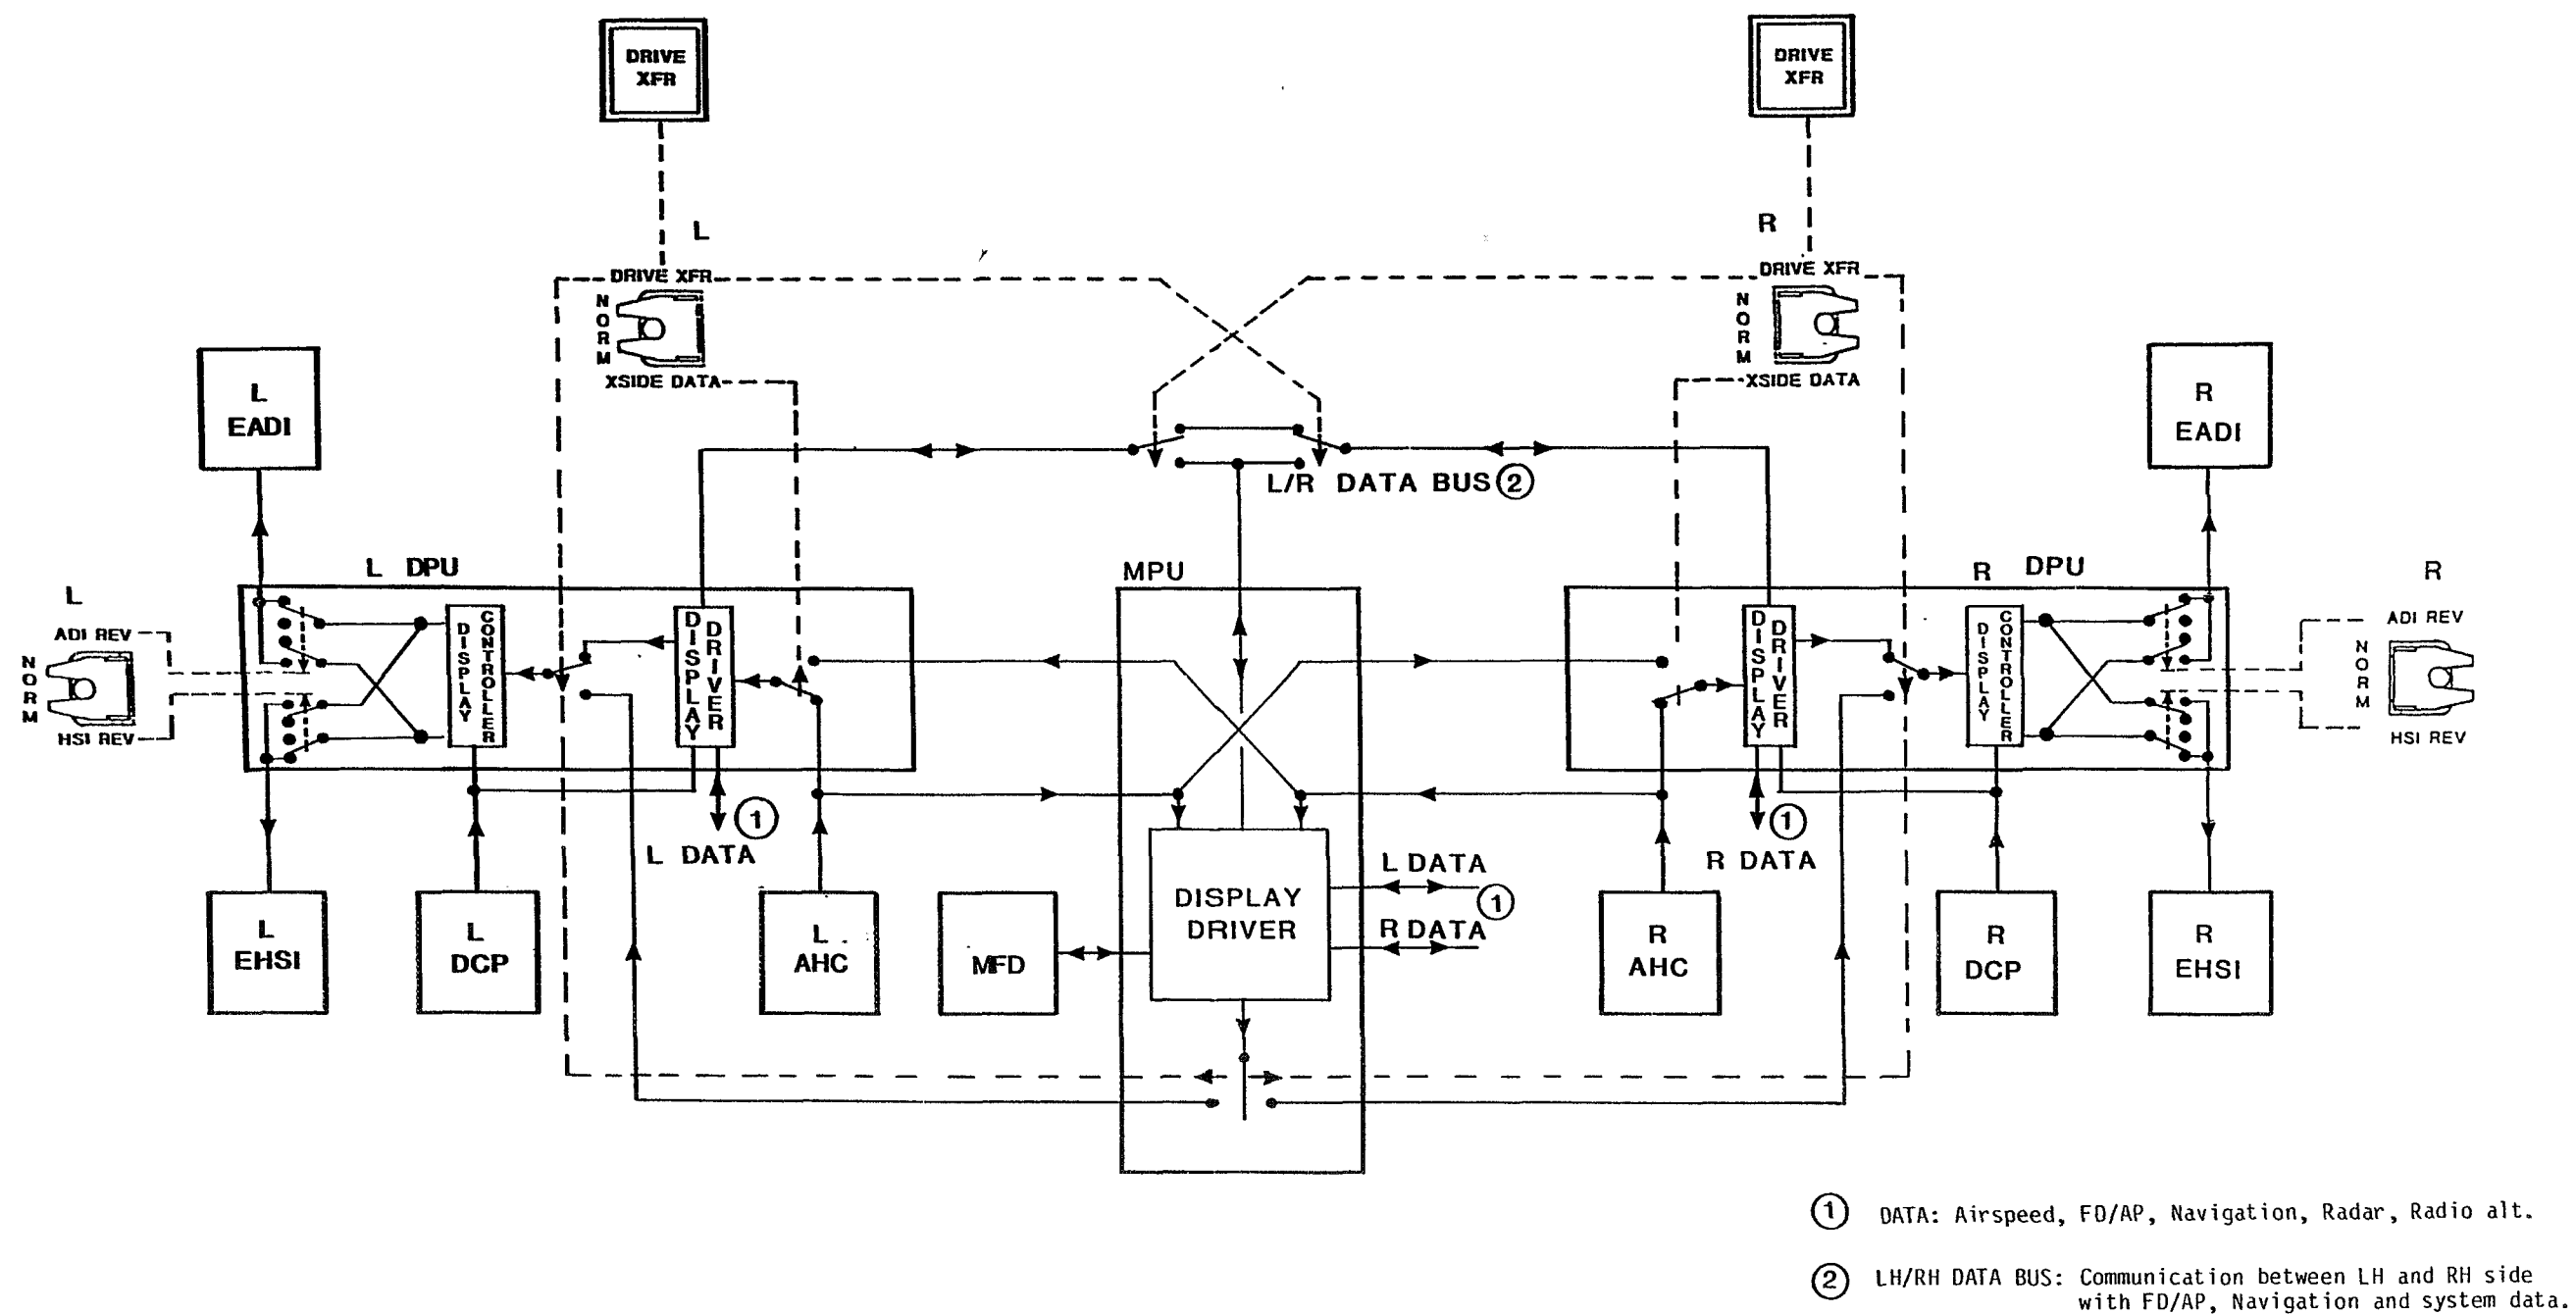 DRIVE
XFR
DRIVE
XFR
L
R
DRIVE XFR
DRIVE XFR
NORM
NORM
XSIDE DATA
XSIDE DATA
L
EADI
R
EADI
L/R DATA BUS 2
L DPU
MPU
R DPU
L
R
ADI REV
NORM
HSI REV
ADI REV
NORM
HSI REV
DISPLAY
CONTROLLER
DISPLAY
DRIVER
DISPLAY
DRIVER
DISPLAY
CONTROLLER
1
L DATA
1
R DATA
L
EHSI
L
DCP
L
AHC
MFD
DISPLAY
DRIVER
L DATA
1
R DATA
R
AHC
R
DCP
R
EHSI
1 DATA: Airspeed, FD/AP, Navigation, Radar, Radio alt.
2 LH/RH DATA BUS: Communication between LH and RH side
with FD/AP, Navigation and system data.